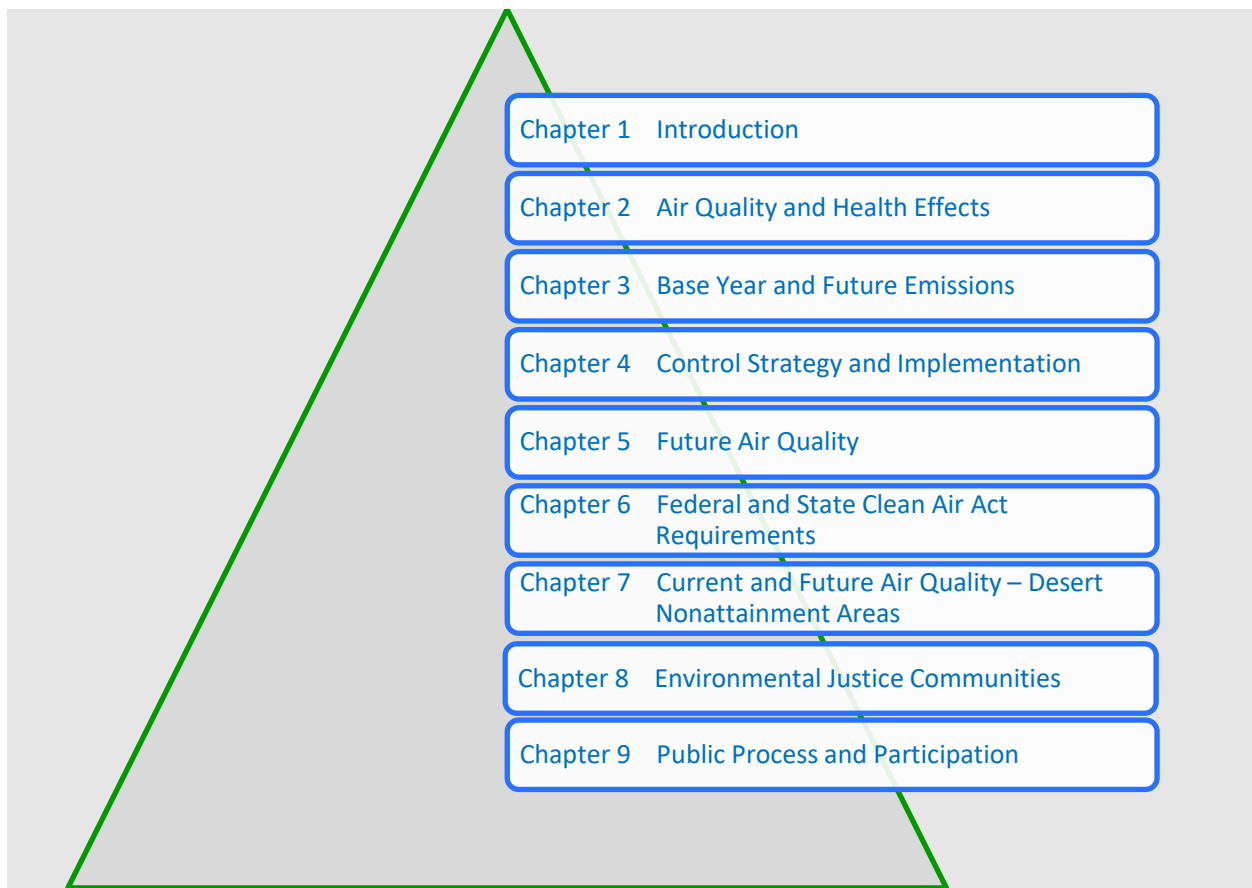 Chapter 1 Introduction
Chapter 2 Air Quality and Health Effects
Chapter 3 Base Year and Future Emissions
Chapter 4 Control Strategy and Implementation
Chapter 5 Future Air Quality
Chapter 6 Federal and State Clean Air Act
Requirements
Chapter 7 Current and Future Air Quality – Desert
Nonattainment Areas
Chapter 8 Environmental Justice Communities
Chapter 9 Public Process and Participation